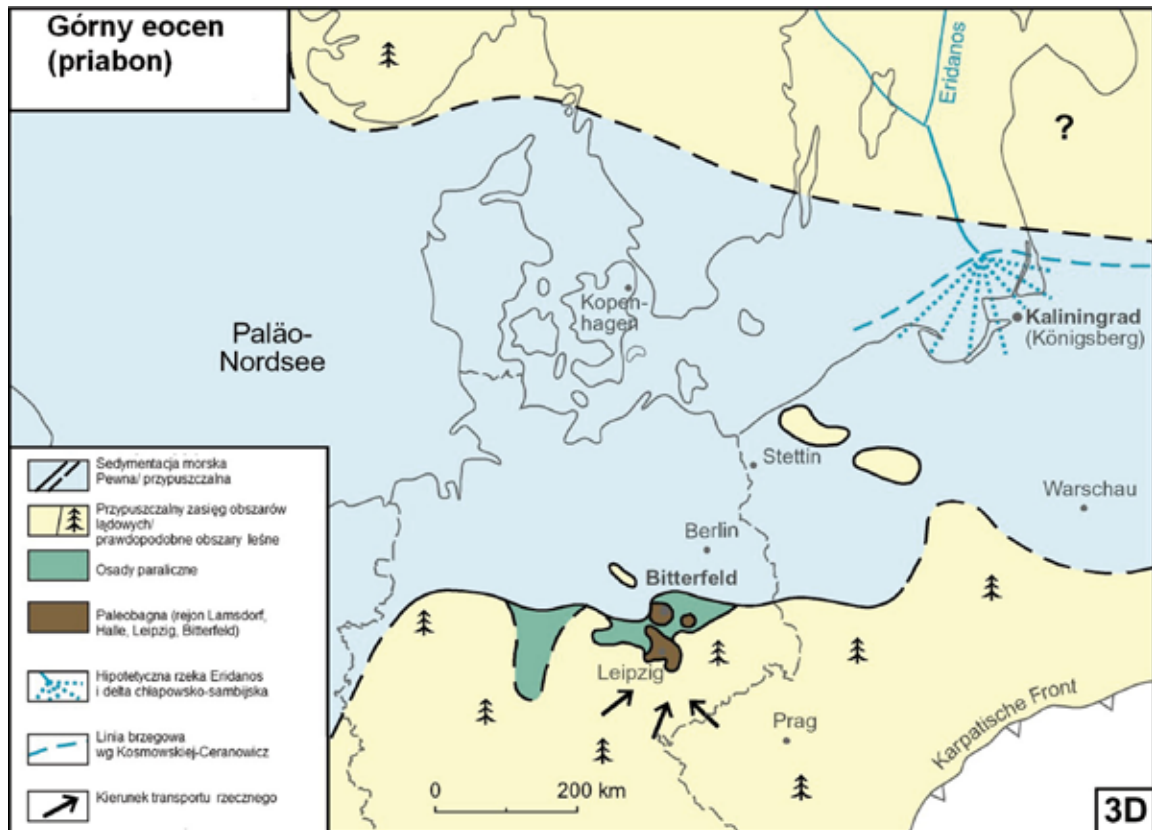 Górny eocen
(priabon)
Eridanos
?
Kopen-
hagen
Kaliningrad
(Königsberg)
Paläo-
Nordsee
Stettin
Warschau
Berlin
Bitterfeld
Leipzig
Prag
Karpatische Front
0 200 km
3D
Sedymentacja morska
Pewna/ przypuszczalna
Przypuszczalny zasięg obszarów
lądowych/
prawdopodobne obszary leśne
Osady paraliczne
Paleobagna (rejon Lamsdorf,
Halle, Leipzig, Bitterfeld)
Hipotetyczna rzeka Eridanos
i delta chłapowsko-sambijska
Linia brzegowa
wg Kosmowskiej-Ceranowicz
Kierunek transportu rzecznego